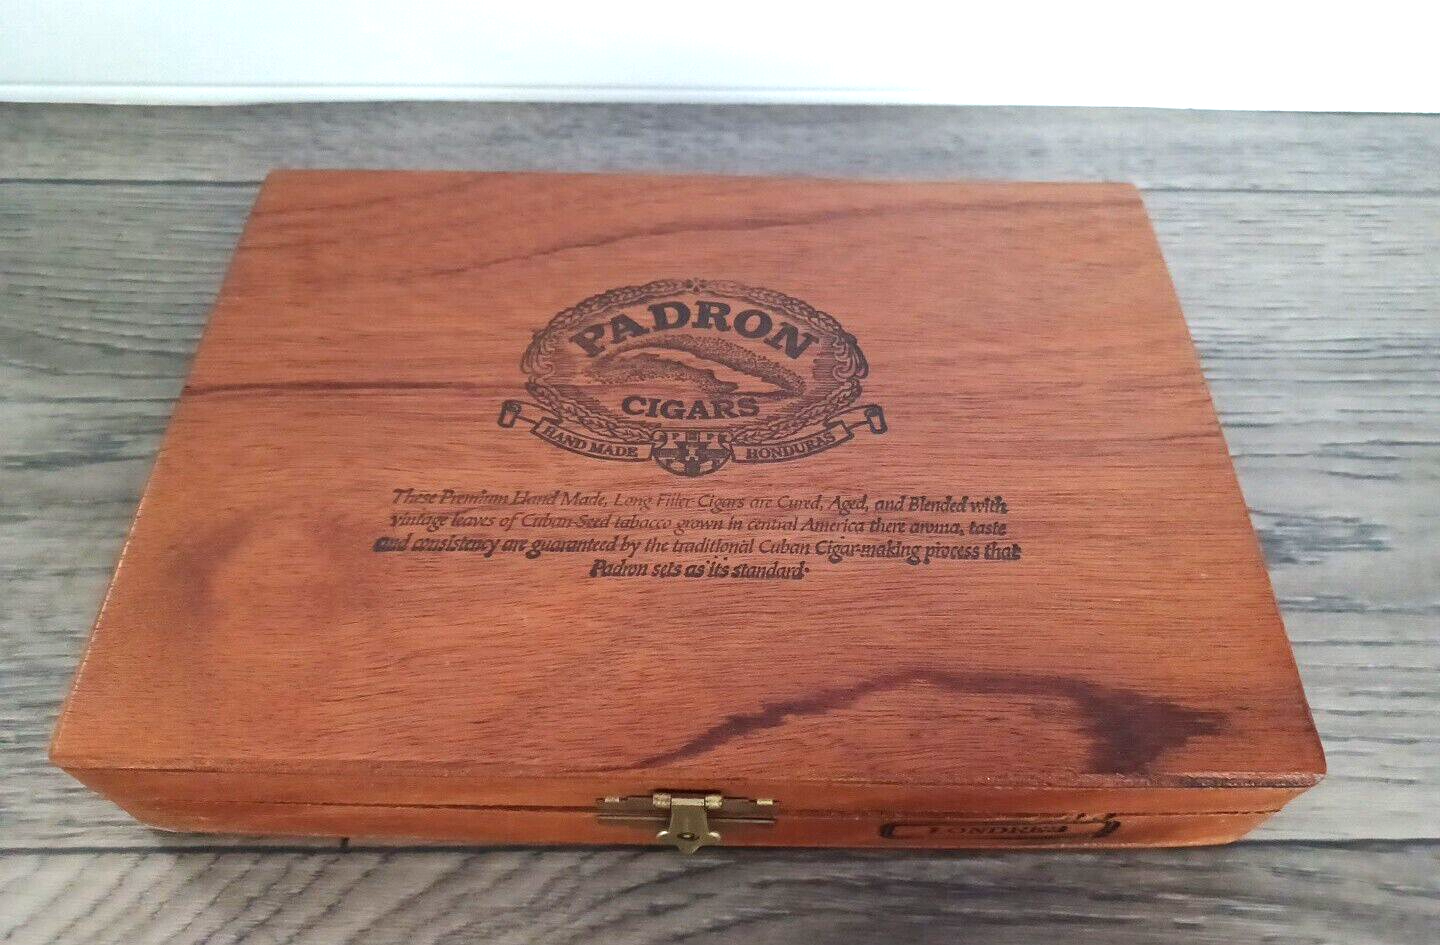 PADRON
CIGARS
HAND MADE HONDURAS
These Premium Hand Made, Long Filler Cigars are Cured, Aged, and Blended with
vintage leaves of Cuban-Seed tabacco grown in central America there aroma, taste
and consistency are guaranteed by the traditional Cuban Cigar-making process that
Padron sets as its standard.
LONDRES